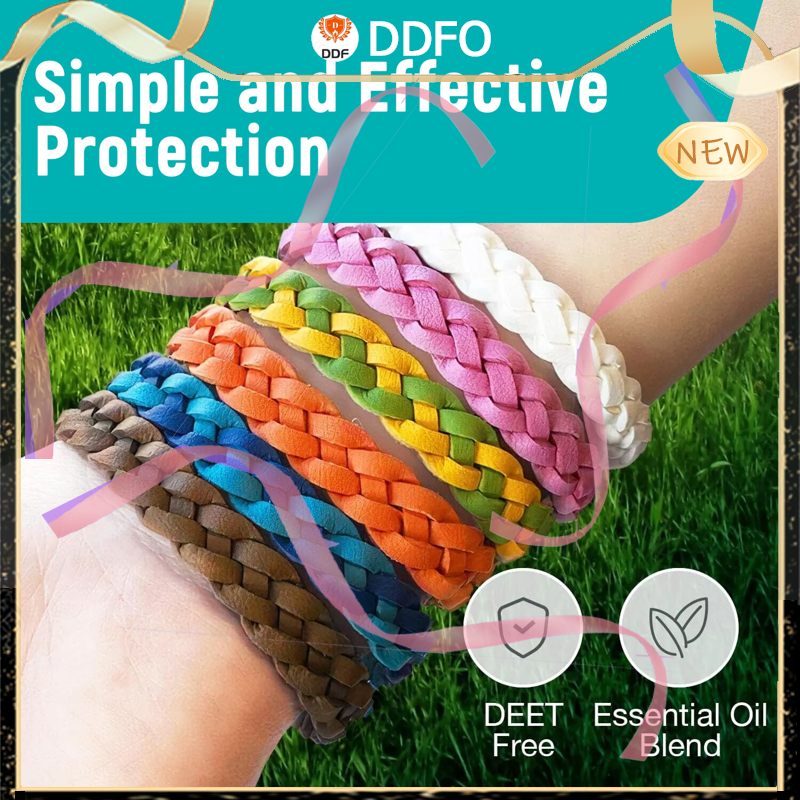 DDF
DDFO
Simple and Effective
Protection
NEW
DEET
Free
Essential Oil
Blend